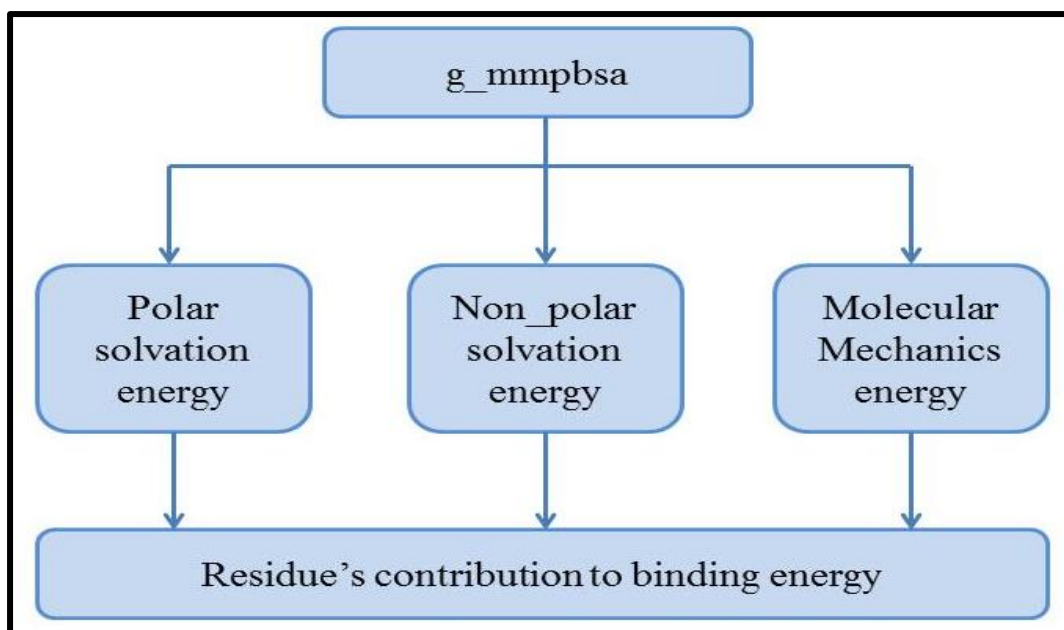 g_mmpbsa
Polar
solvation
energy
Non_polar
solvation
energy
Molecular
Mechanics
energy
Residue’s contribution to binding energy